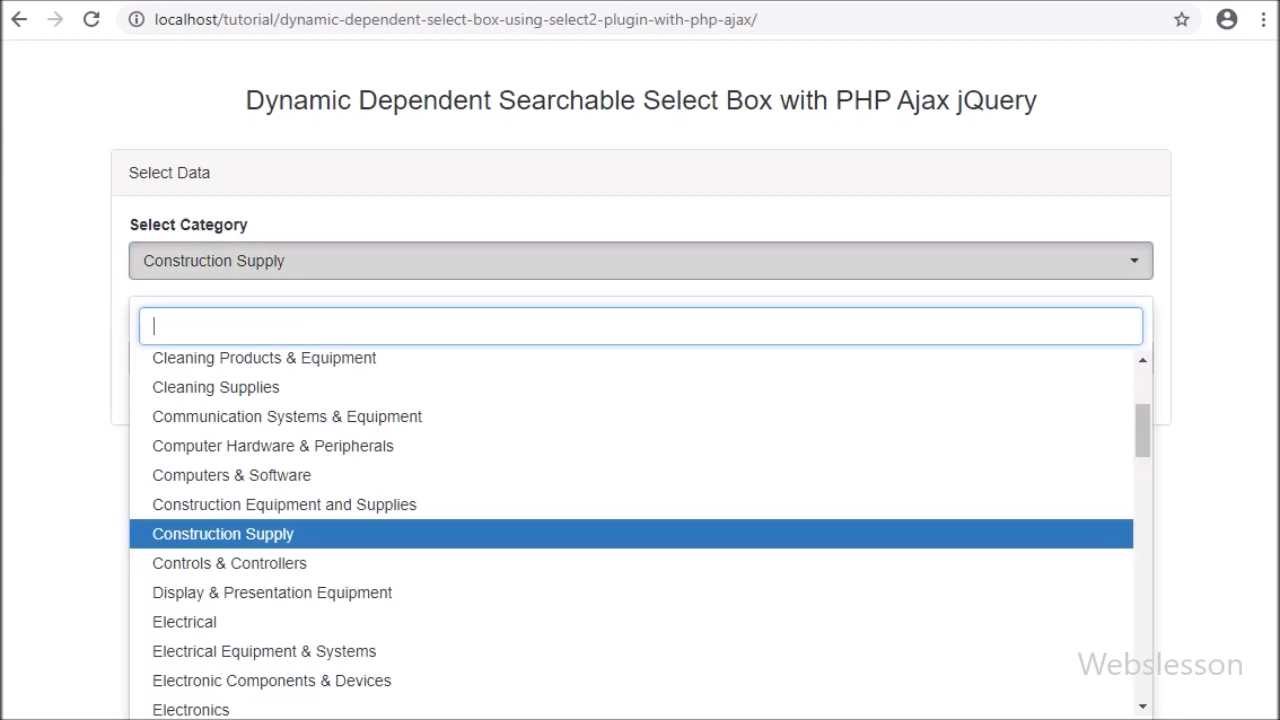 localhost/tutorial/dynamic-dependent-select-box-using-select2-plugin-with-php-ajax/
Dynamic Dependent Searchable Select Box with PHP Ajax jQuery
Select Data
Select Category
Construction Supply
Cleaning Products & Equipment
Cleaning Supplies
Communication Systems & Equipment
Computer Hardware & Peripherals
Computers & Software
Construction Equipment and Supplies
Construction Supply
Controls & Controllers
Display & Presentation Equipment
Electrical
Electrical Equipment & Systems
Electronic Components & Devices
Electronics
Webslesson